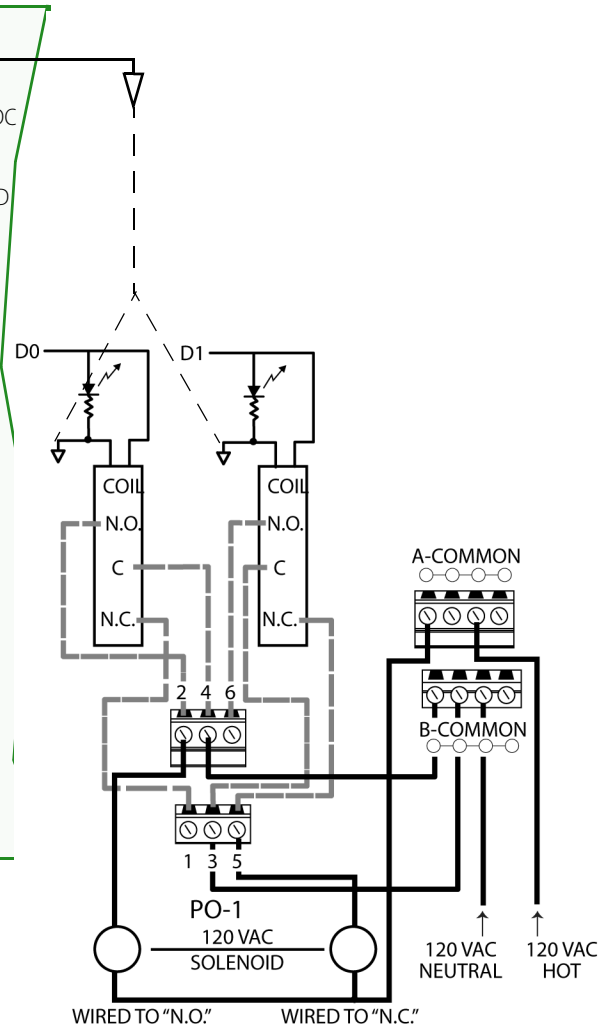 D0
D1
COIL
COIL
N.O.
N.O.
C
C
N.C.
N.C.
A-COMMON
2 4 6
B-COMMON
1 3 5
PO-1
120 VAC
SOLENOID
120 VAC
NEUTRAL
120 VAC
HOT
WIRED TO “N.O.”
WIRED TO “N.C.”